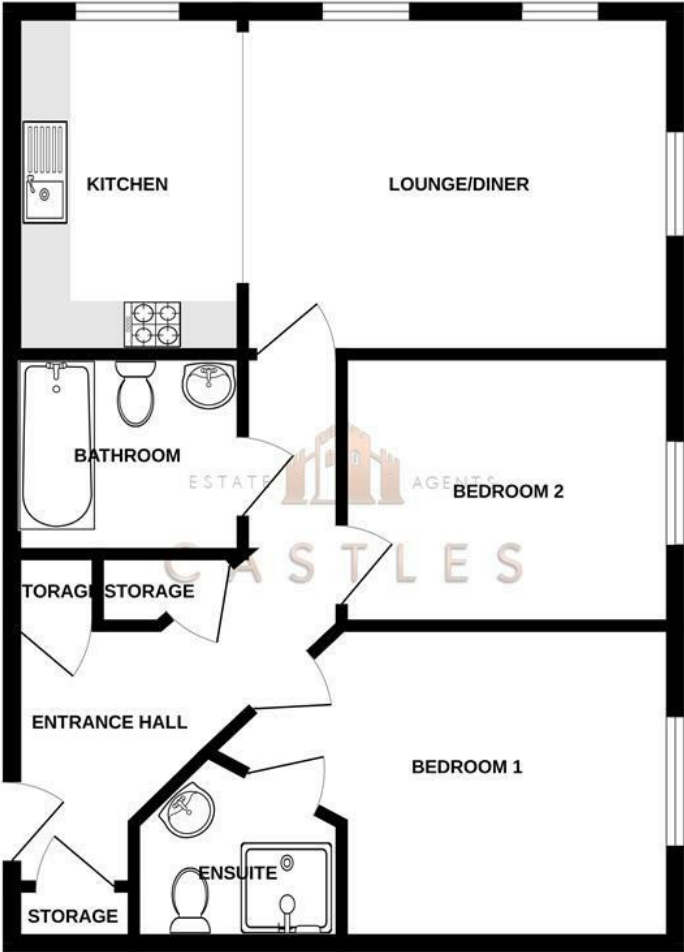 KITCHEN
LOUNGE/DINER
BATHROOM
ESTATE AGENTS
BEDROOM 2
CASTLES
TORAGE
STORAGE
ENTRANCE HALL
BEDROOM 1
ENSUITE
STORAGE